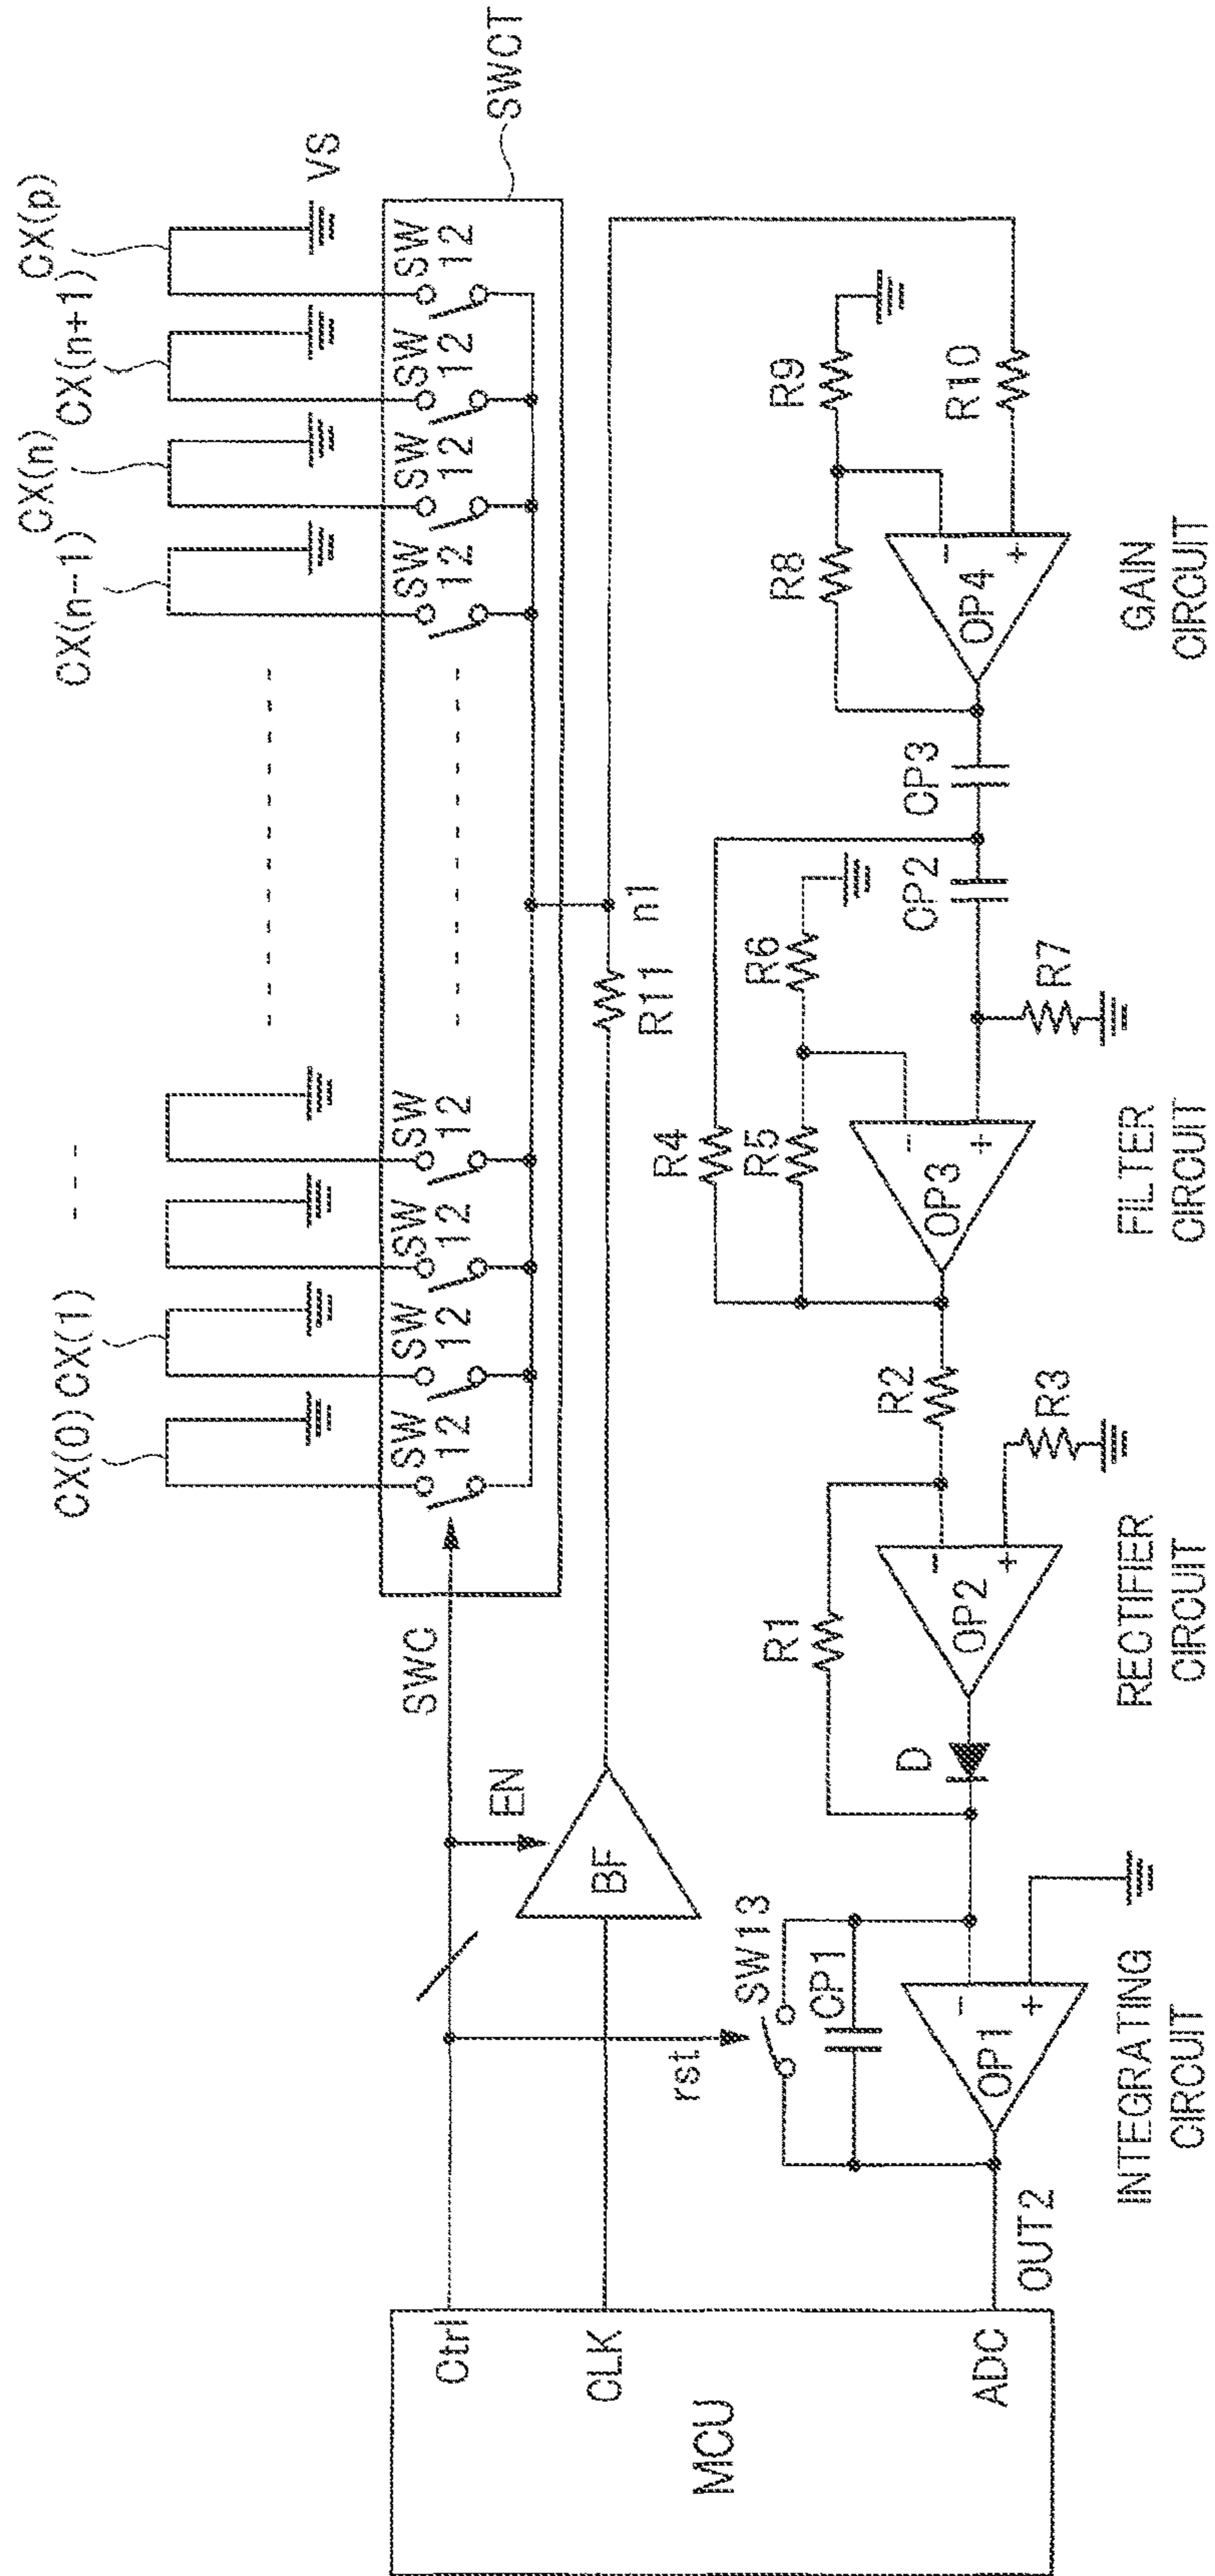 CX(0)
CX(1)
CX(n-1)
CX(n)
CX(n+1)
CX(p)
VS
SW
12
SW
12
SW
12
SW
12
SW
12
SW
12
SW
12
SW
12
SWCT
SWC
EN
BF
R11
n1
rst
SW13
CP1
OP1
- +
D
R1
OP2
- +
R2
R3
R4
R5
R6
OP3
- +
R7
CP2
CP3
R8
R9
OP4
- +
R10
Ctrl
CLK
ADC
MCU
OUT2
INTEGRATING
CIRCUIT
RECTIFIER
CIRCUIT
FILTER
CIRCUIT
GAIN
CIRCUIT